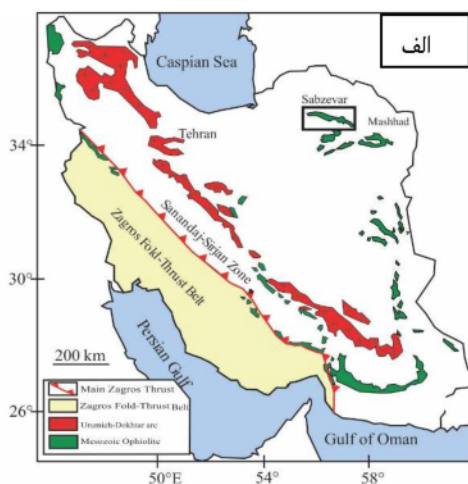 الف
Caspian Sea
Sabzevar
Mashhad
Tehran
34°
Sanandaj-Sirjan Zone
Zagros Fold-Thrust Belt
30°
Persian Gulf
200 km
Main Zagros Thrust
Zagros Fold-Thrust Belt
Urumieh-Dokhtar arc
Mesozoic Ophiolite
26°
Gulf of Oman
50°E
54°
58°